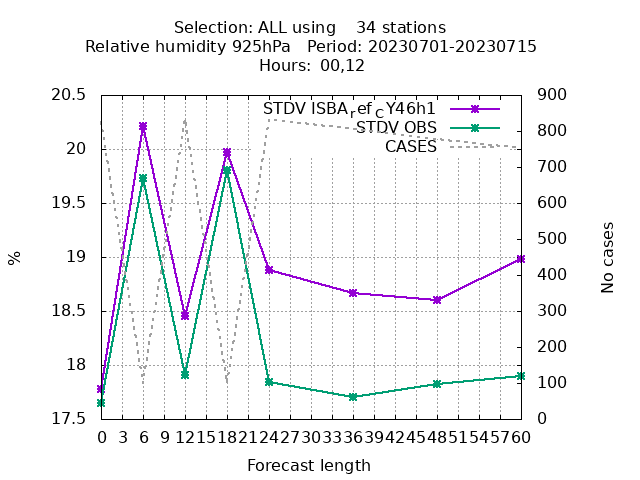 Selection: ALL using    34 stations
Relative humidity 925hPa   Period: 20230701-20230715
Hours: 00,12
STDV ISBA_ref_CY46h1
STDV OBS
CASES
20.5
20
19.5
19
18.5
18
17.5
%
900
800
700
600
500
400
300
200
100
0
No cases
0 3 6 9 12 15 18 21 24 27 30 33 36 39 42 45 48 51 54 57 60
Forecast length